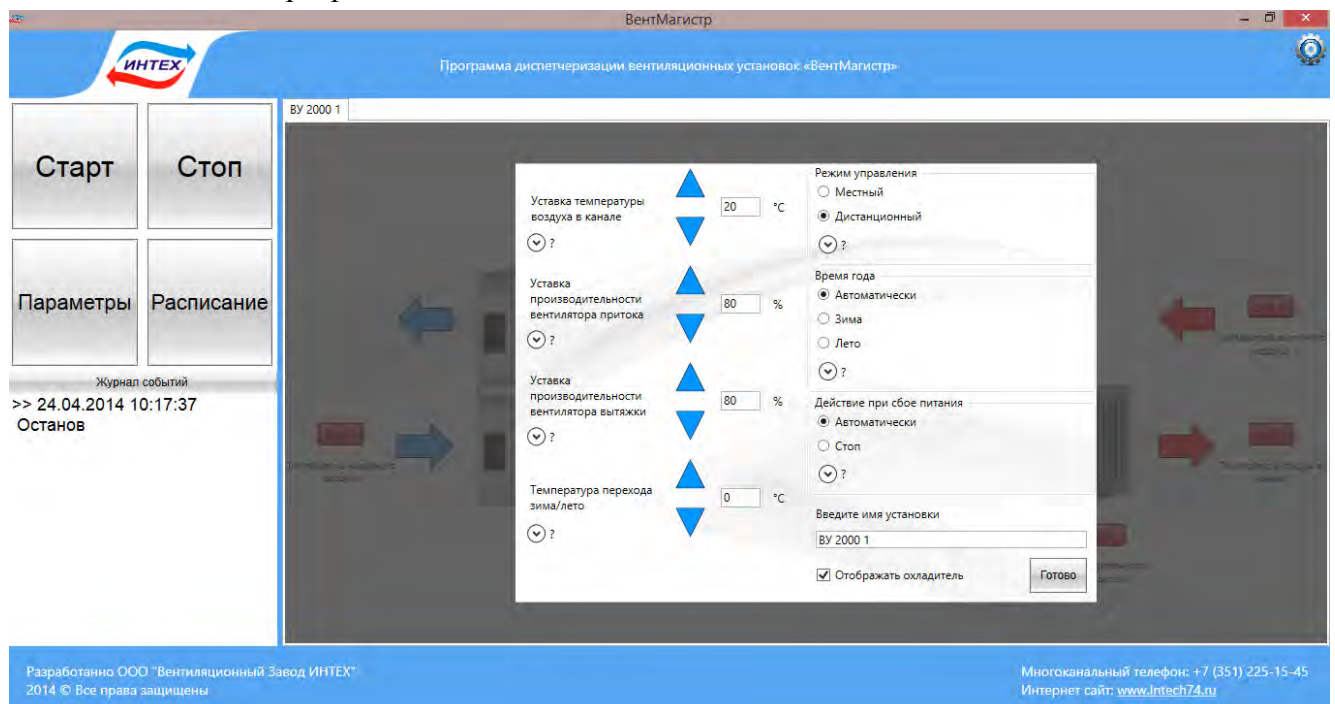 ВентМагистр
ИНТЕХ
Программа диспетчеризации вентиляционных установок «ВентМагистр»
Старт
Стоп
Параметры
Расписание
Журнал событий
>> 24.04.2014 10:17:37
Останов
ВУ 2000 1
Уставка температуры
воздуха в канале
20 °C
?
Уставка
производительности
вентилятора притока
80 %
?
Уставка
производительности
вентилятора вытяжки
80 %
?
Температура перехода
зима/лето
0 °C
?
Режим управления
Местный
Дистанционный
?
Время года
Автоматически
Зима
Лето
?
Действие при сбое питания
Автоматически
Стоп
?
Введите имя установки
ВУ 2000 1
Отображать охладитель
Готово
Разработанно ООО "Вентиляционный Завод ИНТЕХ"
2014 © Все права защищены
Многоканальный телефон: +7 (351) 225-15-45
Интернет сайт: www.Intech74.ru